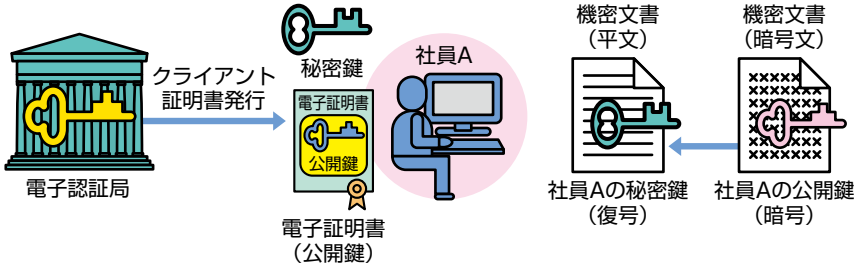 電子認証局
クライアント
証明書発行
秘密鍵
電子証明書
公開鍵
電子証明書
（公開鍵）
社員A
機密文書
（平文）
社員Aの秘密鍵
（復号）
機密文書
（暗号文）
社員Aの公開鍵
（暗号）